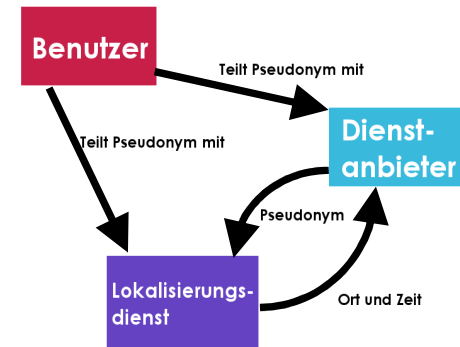 Benutzer
Teilt Pseudonym mit
Dienst-
anbieter
Teilt Pseudonym mit
Pseudonym
Lokalisierungs-
dienst
Ort und Zeit